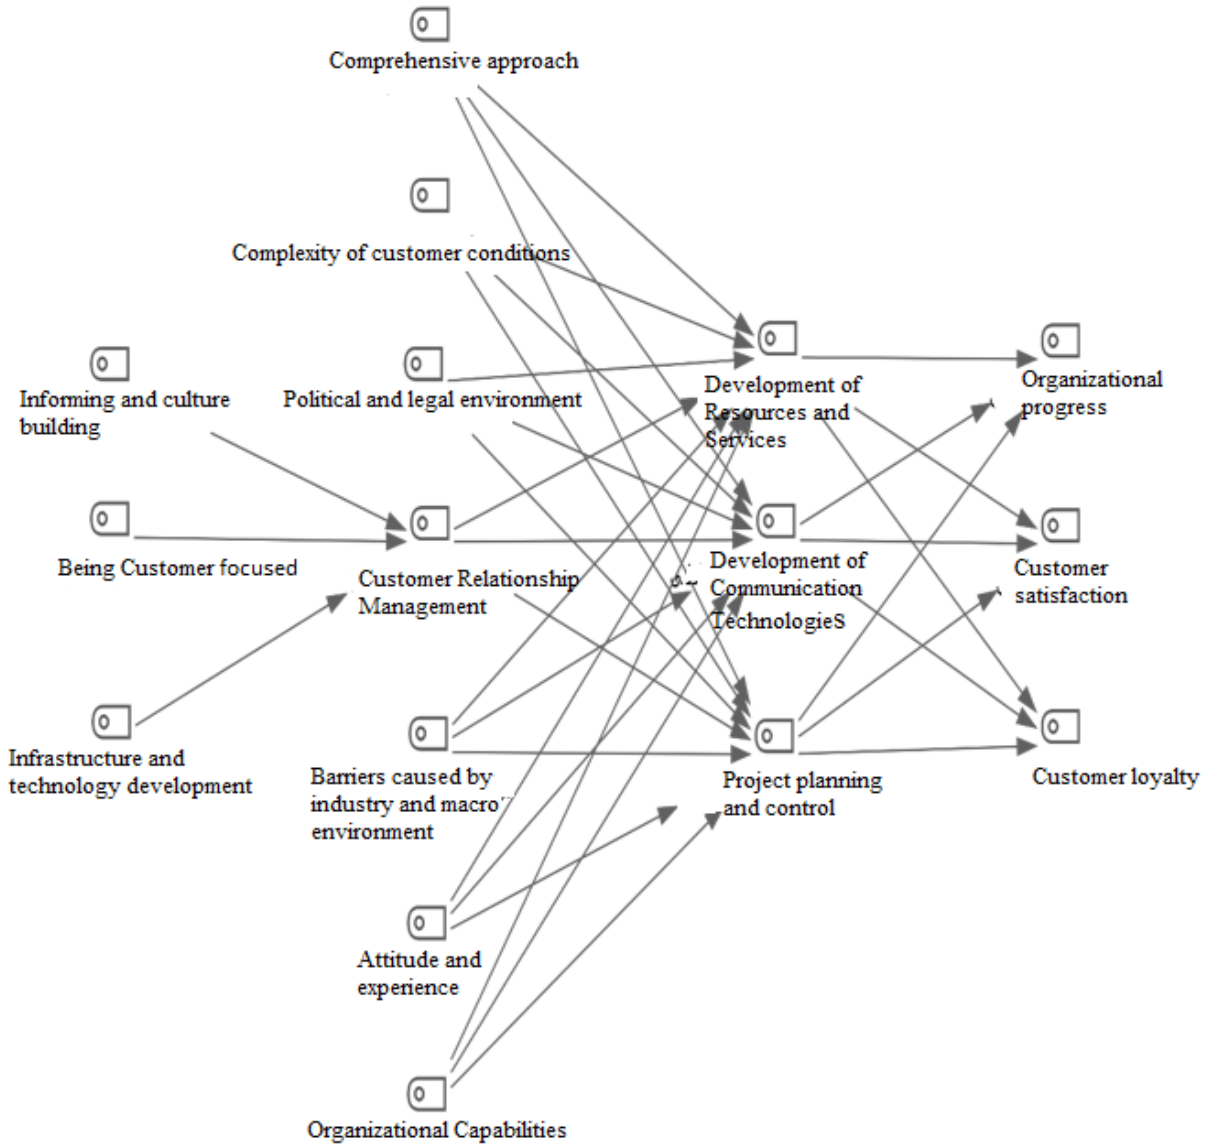 Comprehensive approach
Complexity of customer conditions
Informing and culture
building
Political and legal environment
Development of
Resources and
Services
Organizational
progress
Being Customer focused
Customer Relationship
Management
Development of
Communication
TechnologieS
Customer
satisfaction
Infrastructure and
technology development
Barriers caused by
industry and macro
environment
Project planning
and control
Customer loyalty
Attitude and
experience
Organizational Capabilities